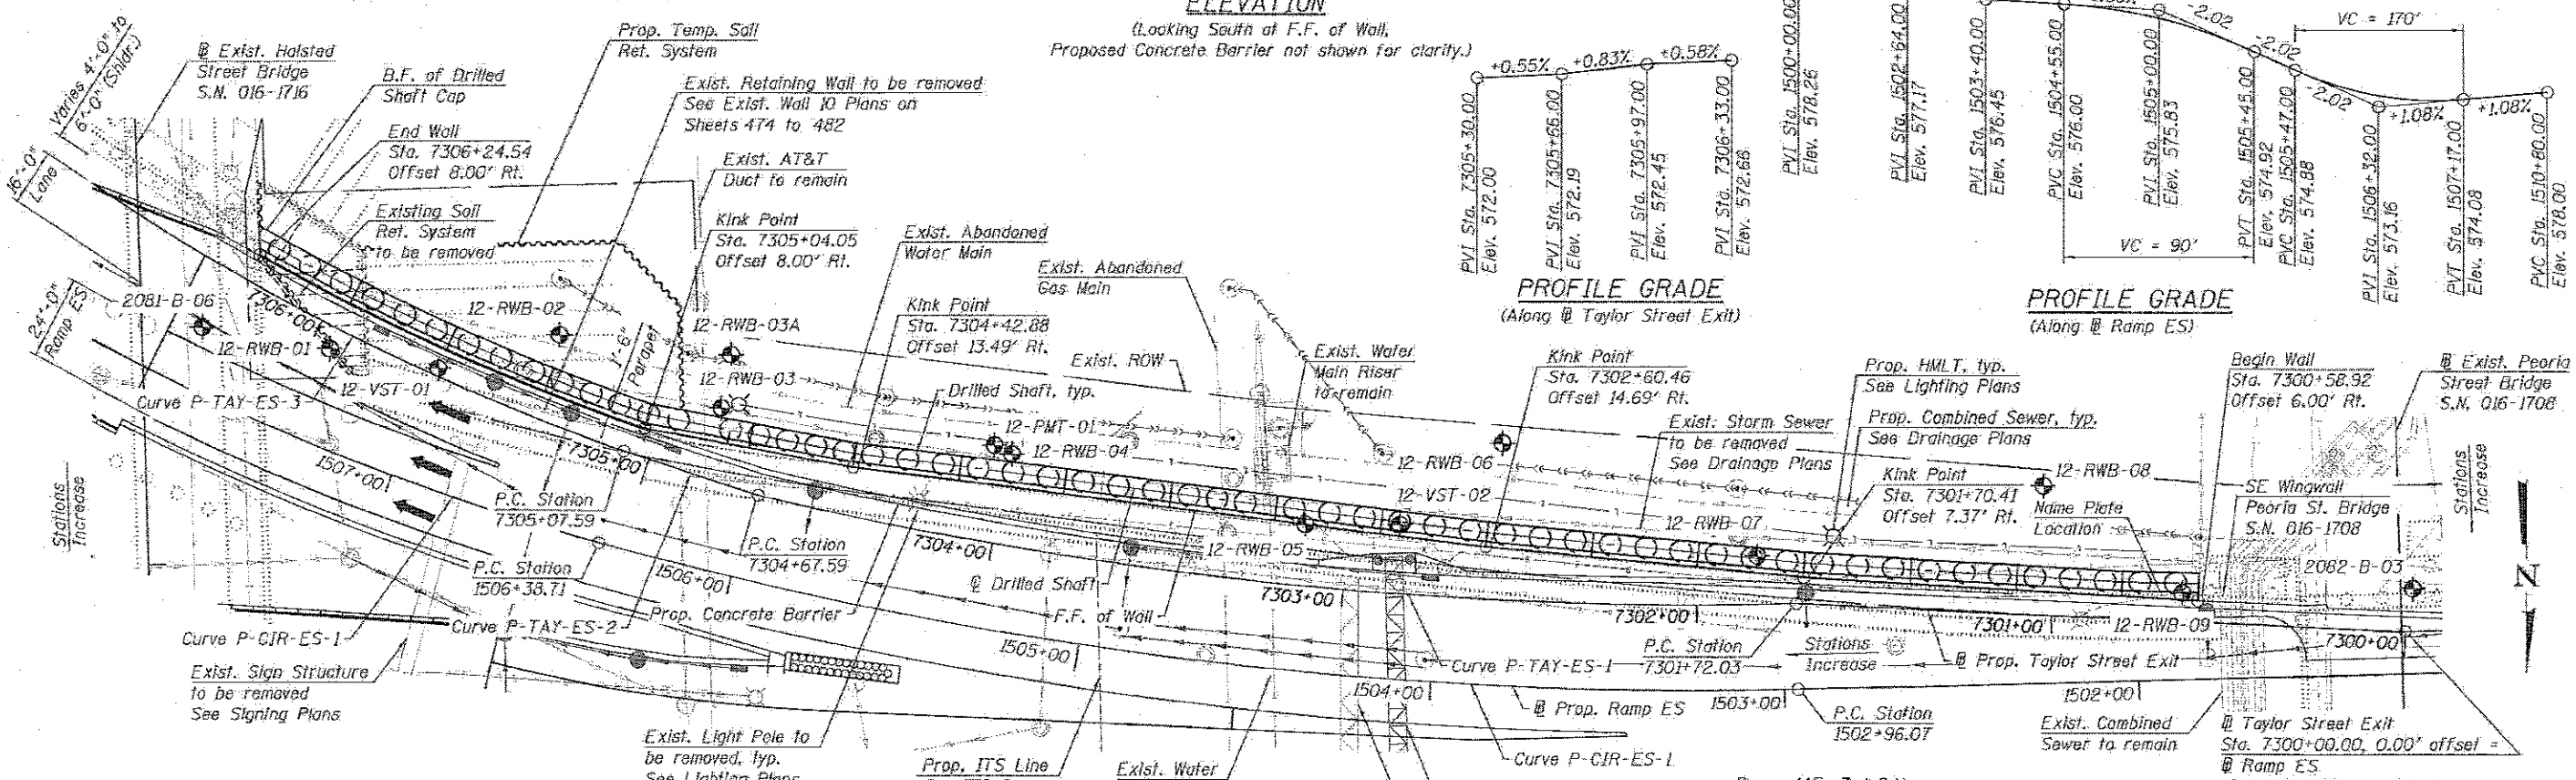 ELEVATION
(Looking South at F.F. of Wall,
Proposed Concrete Barrier not shown for clarity.)
Varies 4'-0" to
6'-0" (Shldr.)
16'-0"
Lane
24'-0"
Ramp ES
℄ Exist. Halsted
Street Bridge
S.N. 016-1716
B.F. of Drilled
Shaft Cap
End Wall
Sta. 7306+24.54
Offset 8.00' Rt.
Existing Soil
Ret. System
to be removed
Prop. Temp. Soil
Ret. System
Exist. Retaining Wall to be removed
See Exist. Wall 10 Plans on
Sheets 474 to 482
Exist. AT&T
Duct to remain
Kink Point
Sta. 7305+04.05
Offset 8.00' Rt.
Exist. Abandoned
Water Main
Kink Point
Sta. 7304+42.88
Offset 13.49' Rt.
Exist. Abandoned
Gas Main
Exist. ROW
Exist. Water
Main Riser
to remain
Drilled Shaft, typ.
Kink Point
Sta. 7302+60.46
Offset 14.69' Rt.
Exist. Storm Sewer
to be removed
See Drainage Plans
Prop. HMLT, typ.
See Lighting Plans
Prop. Combined Sewer, typ.
See Drainage Plans
Kink Point
Sta. 7301+70.41
Offset 7.37' Rt.
Name Plate
Location
Begin Wall
Sta. 7300+58.92
Offset 6.00' Rt.
℄ Exist. Peoria
Street Bridge
S.N. 016-1708
SE Wingwall
Peoria St. Bridge
S.N. 016-1708
Stations
Increase
Stations
Increase
N
2081-B-06
12-RWB-01
12-RWB-02
12-VST-01
12-RWB-03A
12-RWB-03
12-PMT-01
12-RWB-04
12-RWB-05
12-RWB-06
12-VST-02
12-RWB-07
12-RWB-08
12-RWB-09
2082-B-03
1'-6"
Parapet
Curve P-TAY-ES-3
7306+00
7305+00
7304+00
7303+00
7302+00
7301+00
7300+00
1507+00
1506+00
1505+00
1504+00
1503+00
1502+00
P.C. Station
7305+07.59
P.C. Station
1506+38.71
P.C. Station
7304+67.59
Curve P-CIR-ES-1
Curve P-TAY-ES-2
Prop. Concrete Barrier
℄ Drilled Shaft
F.F. of Wall
Curve P-TAY-ES-1
P.C. Station
7301+72.03
Stations
Increase
Prop. Taylor Street Exit
Prop. Ramp ES
P.C. Station
1502+96.07
Curve P-CIR-ES-1
Exist. Sign Structure
to be removed
See Signing Plans
Exist. Light Pole to
be removed, typ.
See Lighting Plans
Prop. ITS Line
Exist. Water
Exist. Combined
Sewer to remain
Taylor Street Exit
Sta. 7300+00.00, 0.00' offset =
Ramp ES
+0.55%
+0.83%
+0.58%
PVI Sta. 7305+30.00
Elev. 572.00
PVI Sta. 7305+66.00
Elev. 572.19
PVI Sta. 7305+97.00
Elev. 572.45
PVI Sta. 7306+33.00
Elev. 572.66
PROFILE GRADE
(Along Taylor Street Exit)
PVI Sta. 1500+00.00
Elev. 578.26
PVI Sta. 1502+64.00
Elev. 577.17
PVI Sta. 1503+40.00
Elev. 576.45
PVC Sta. 1504+55.00
Elev. 576.00
PVI Sta. 1505+00.00
Elev. 575.83
PVT Sta. 1505+45.00
Elev. 574.92
PVC Sta. 1505+47.00
Elev. 574.88
PVI Sta. 1506+32.00
Elev. 573.16
PVT Sta. 1507+17.00
Elev. 574.08
PVC Sta. 1510+80.00
Elev. 578.00
-2.02
-2.02
-2.02
+1.08%
+1.08%
VC = 170'
VC = 90'
PROFILE GRADE
(Along Ramp ES)